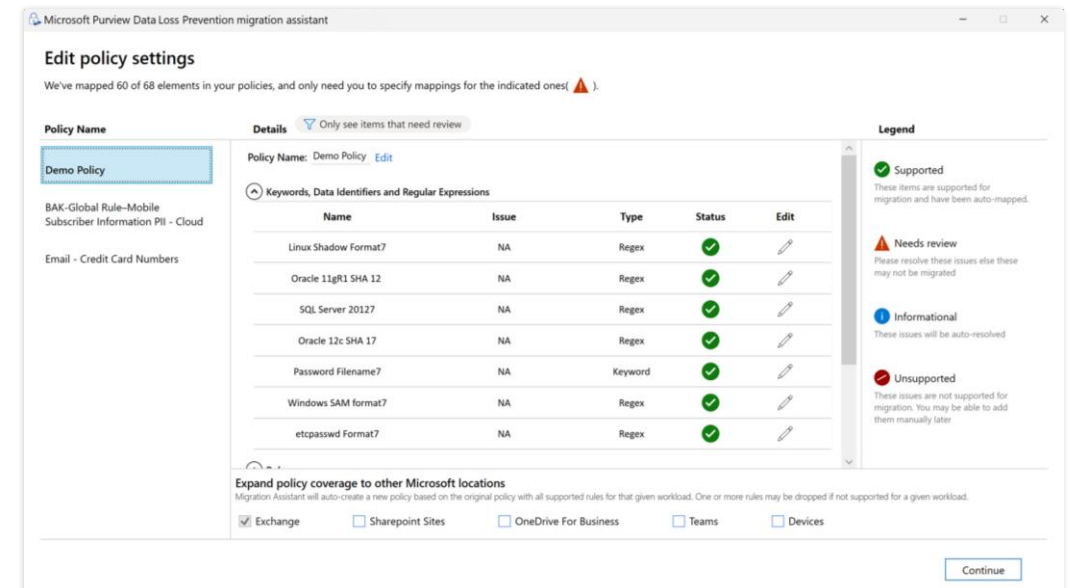 Microsoft Purview Data Loss Prevention migration assistant
Edit policy settings
We've mapped 60 of 68 elements in your policies, and only need you to specify mappings for the indicated ones( ).
Policy Name
Details
Only see items that need review
Legend
Demo Policy
BAK-Global Rule–Mobile
Subscriber Information PII - Cloud
Email - Credit Card Numbers
Policy Name: Demo Policy Edit
Keywords, Data Identifiers and Regular Expressions
Name Issue Type Status Edit
Linux Shadow Format7 NA Regex
Oracle 11gR1 SHA 12 NA Regex
SQL Server 20127 NA Regex
Oracle 12c SHA 17 NA Regex
Password Filename7 NA Keyword
Windows SAM format7 NA Regex
etcpasswd Format7 NA Regex
Supported
These items are supported for
migration and have been auto-mapped.
Needs review
Please resolve these issues else these
may not be migrated
Informational
These issues will be auto-resolved
Unsupported
These issues are not supported for
migration. You may be able to add
them manually later
Expand policy coverage to other Microsoft locations
Migration Assistant will auto-create a new policy based on the original policy with all supported rules for that given workload. One or more rules may be dropped if not supported for a given workload.
Exchange Sharepoint Sites OneDrive For Business Teams Devices
Continue